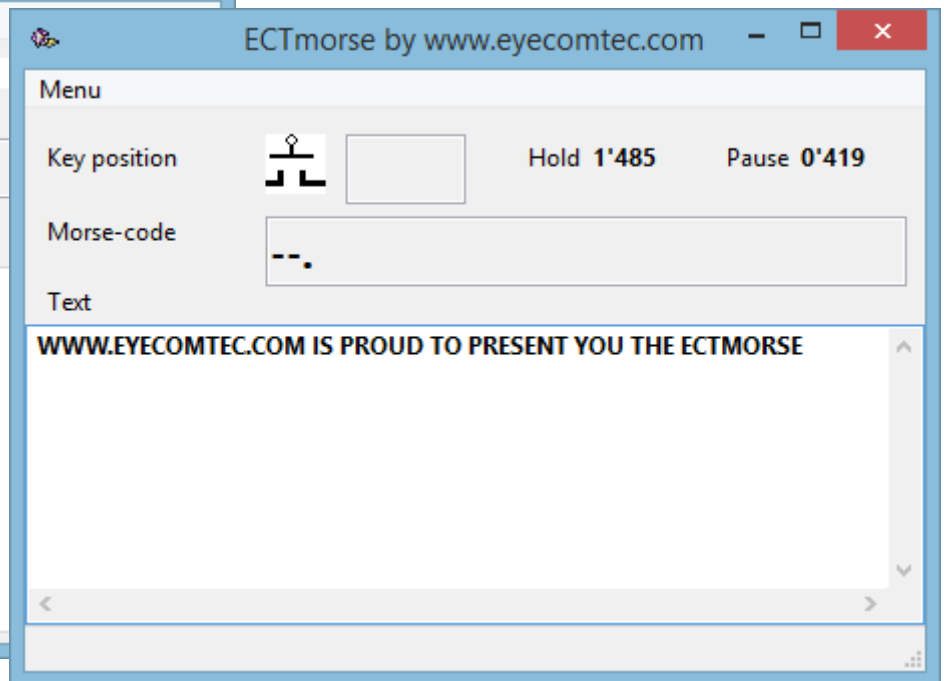 ECTmorse by www.eyecomtec.com
Menu
Key position Hold 1'485 Pause 0'419
Morse-code
--.
Text
WWW.EYECOMTEC.COM IS PROUD TO PRESENT YOU THE ECTMORSE